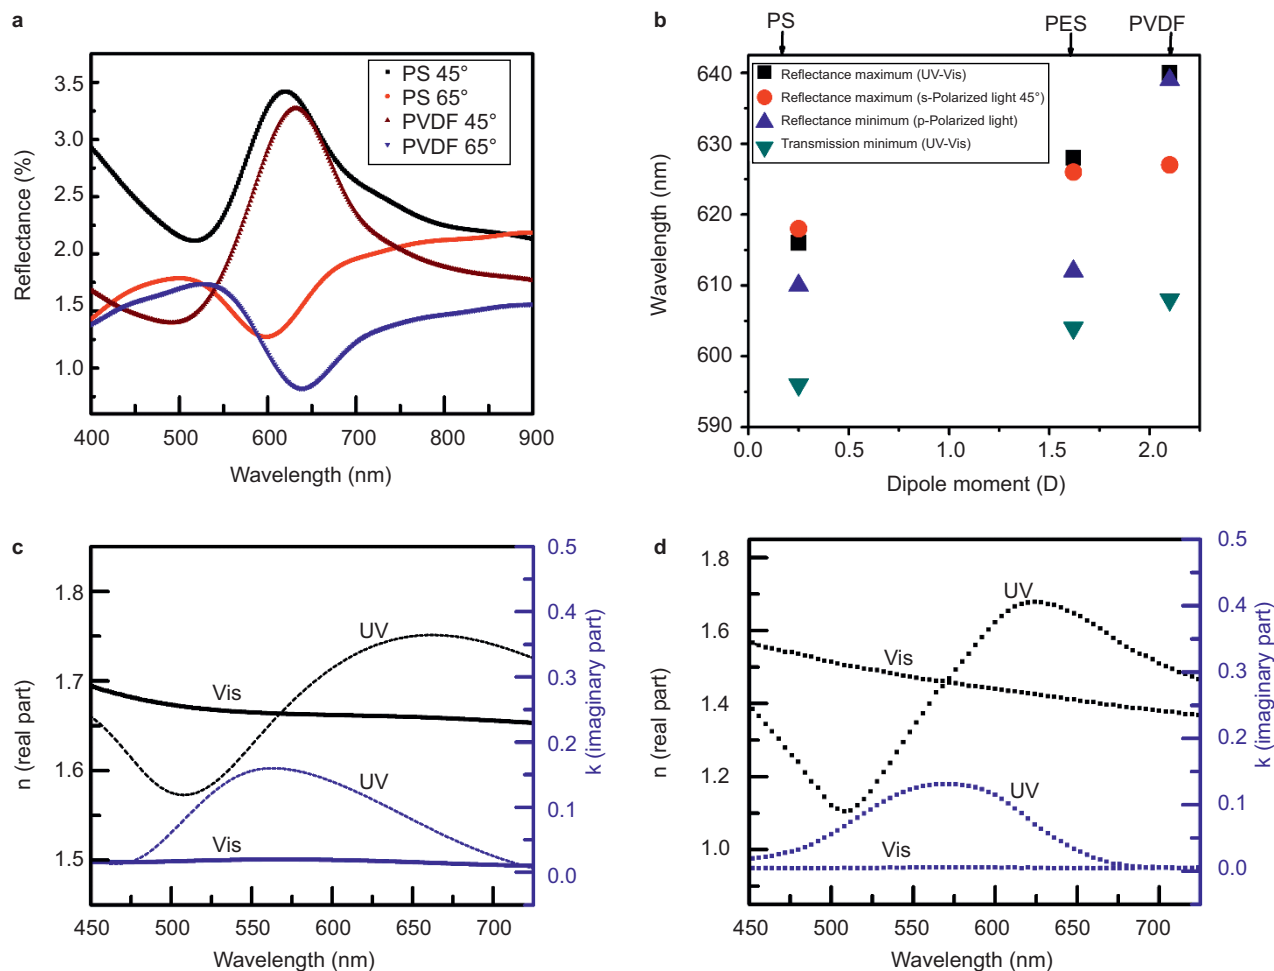 a
PS 45°
PS 65°
PVDF 45°
PVDF 65°
3.5
3.0
2.5
2.0
1.5
1.0
Reflectance (%)
400 500 600 700 800 900
Wavelength (nm)
b
PS PES PVDF
Reflectance maximum (UV-Vis)
Reflectance maximum (s-Polarized light 45°)
Reflectance minimum (p-Polarized light)
Transmission minimum (UV-Vis)
640
630
620
610
600
590
Wavelength (nm)
0.0 0.5 1.0 1.5 2.0
Dipole moment (D)
c
1.8
1.7
1.6
1.5
n (real part)
UV
Vis
UV
Vis
0.5
0.4
0.3
0.2
0.1
0.0
k (imaginary part)
450 500 550 600 650 700
Wavelength (nm)
d
1.8
1.6
1.4
1.2
1.0
n (real part)
UV
Vis
UV
Vis
0.5
0.4
0.3
0.2
0.1
0.0
k (imaginary part)
450 500 550 600 650 700
Wavelength (nm)